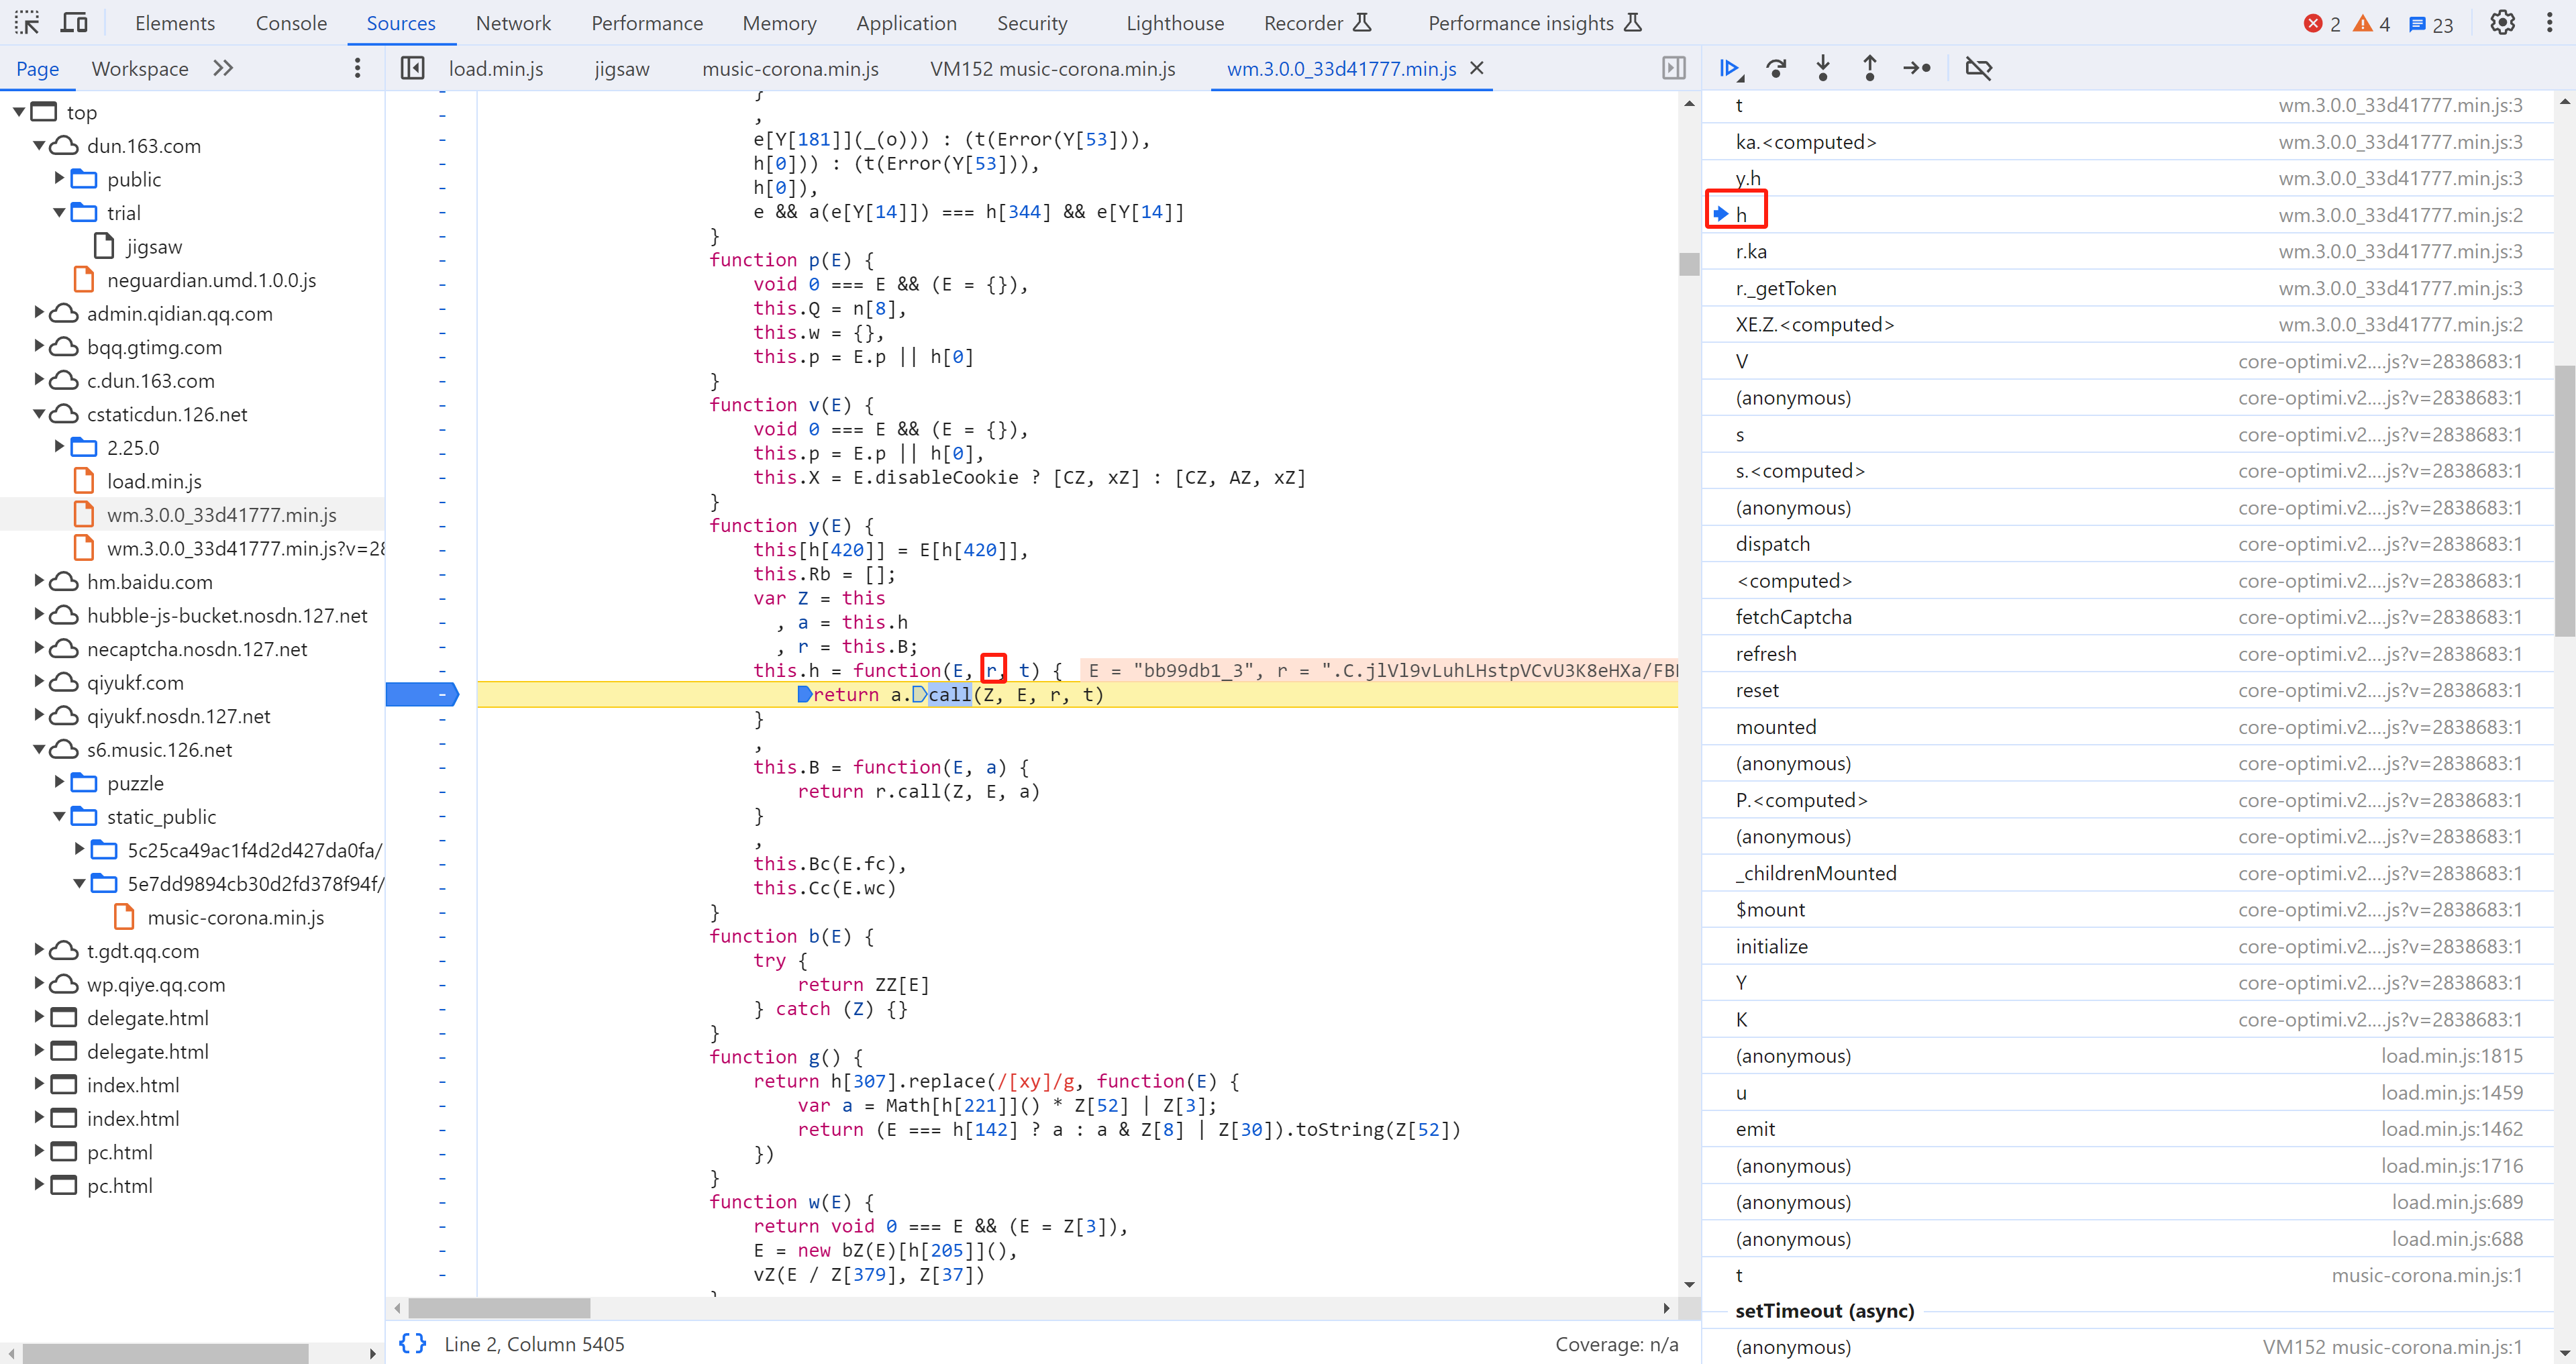 Elements Console Sources Network Performance Memory Application Security Lighthouse Recorder Performance insights 2 4 23
Page Workspace
top
dun.163.com
public
trial
jigsaw
neguardian.umd.1.0.0.js
admin.qidian.qq.com
bqq.gtimg.com
c.dun.163.com
cstaticdun.126.net
2.25.0
load.min.js
wm.3.0.0_33d41777.min.js
wm.3.0.0_33d41777.min.js?v=28
hm.baidu.com
hubble-js-bucket.nosdn.127.net
necaptcha.nosdn.127.net
qiyukf.com
qiyukf.nosdn.127.net
s6.music.126.net
puzzle
static_public
5c25ca49ac1f4d2d427da0fa/
5e7dd9894cb30d2fd378f94f/
music-corona.min.js
t.gdt.qq.com
wp.qiye.qq.com
delegate.html
delegate.html
index.html
index.html
pc.html
pc.html
load.min.js jigsaw music-corona.min.js VM152 music-corona.min.js wm.3.0.0_33d41777.min.js
}
,
e[Y[181]](_(o))) : (t(Error(Y[53])),
h[0])) : (t(Error(Y[53])),
h[0]),
e && a(e[Y[14]]) === h[344] && e[Y[14]]
}
function p(E) {
void 0 === E && (E = {}),
this.Q = n[8],
this.w = {},
this.p = E.p || h[0]
}
function v(E) {
void 0 === E && (E = {}),
this.p = E.p || h[0],
this.X = E.disableCookie ? [CZ, xZ] : [CZ, AZ, xZ]
}
function y(E) {
this[h[420]] = E[h[420]],
this.Rb = [];
var Z = this
, a = this.h
, r = this.B;
this.h = function(E, r, t) { E = "bb99db1_3", r = ".C.jlVl9vLuhLHstpVCvU3K8eHXa/FBI
return a.call(Z, E, r, t)
}
,
this.B = function(E, a) {
return r.call(Z, E, a)
}
,
this.Bc(E.fc),
this.Cc(E.wc)
}
function b(E) {
try {
return ZZ[E]
} catch (Z) {}
}
function g() {
return h[307].replace(/[xy]/g, function(E) {
var a = Math[h[221]]() * Z[52] | Z[3];
return (E === h[142] ? a : a & Z[8] | Z[30]).toString(Z[52])
})
}
function w(E) {
return void 0 === E && (E = Z[3]),
E = new bZ(E)[h[205]](),
vZ(E / Z[379], Z[37])
}
{} Line 2, Column 5405 Coverage: n/a
t wm.3.0.0_33d41777.min.js:3
ka.<computed> wm.3.0.0_33d41777.min.js:3
y.h wm.3.0.0_33d41777.min.js:3
h wm.3.0.0_33d41777.min.js:2
r.ka wm.3.0.0_33d41777.min.js:3
r._getToken wm.3.0.0_33d41777.min.js:3
XE.Z.<computed> wm.3.0.0_33d41777.min.js:2
V core-optimi.v2....js?v=2838683:1
(anonymous) core-optimi.v2....js?v=2838683:1
s core-optimi.v2....js?v=2838683:1
s.<computed> core-optimi.v2....js?v=2838683:1
(anonymous) core-optimi.v2....js?v=2838683:1
dispatch core-optimi.v2....js?v=2838683:1
<computed> core-optimi.v2....js?v=2838683:1
fetchCaptcha core-optimi.v2....js?v=2838683:1
refresh core-optimi.v2....js?v=2838683:1
reset core-optimi.v2....js?v=2838683:1
mounted core-optimi.v2....js?v=2838683:1
(anonymous) core-optimi.v2....js?v=2838683:1
P.<computed> core-optimi.v2....js?v=2838683:1
(anonymous) core-optimi.v2....js?v=2838683:1
_childrenMounted core-optimi.v2....js?v=2838683:1
$mount core-optimi.v2....js?v=2838683:1
initialize core-optimi.v2....js?v=2838683:1
Y core-optimi.v2....js?v=2838683:1
K core-optimi.v2....js?v=2838683:1
(anonymous) load.min.js:1815
u load.min.js:1459
emit load.min.js:1462
(anonymous) load.min.js:1716
(anonymous) load.min.js:689
(anonymous) load.min.js:688
t music-corona.min.js:1
setTimeout (async)
(anonymous) VM152 music-corona.min.js:1